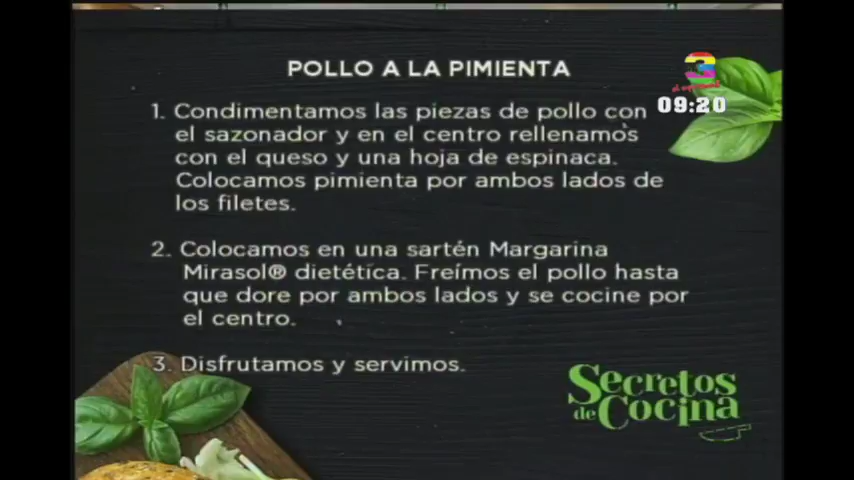 POLLO A LA PIMIENTA
3
09:20
1. Condimentamos las piezas de pollo con
el sazonador y en el centro rellenamos
con el queso y una hoja de espinaca.
Colocamos pimienta por ambos lados de
los filetes.
2. Colocamos en una sartén Margarina
Mirasol® dietética. Freímos el pollo hasta
que dore por ambos lados y se cocine por
el centro.
3. Disfrutamos y servimos.
Secretos
de Cocina